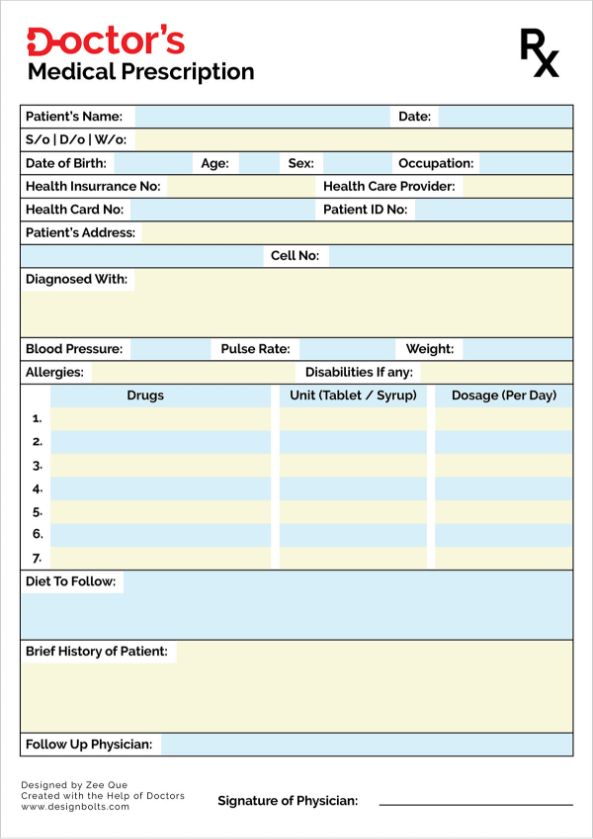 Doctor's
Medical Prescription
Rx
Patient's Name: Date:
S/o | D/o | W/o:
Date of Birth: Age: Sex: Occupation:
Health Insurrance No: Health Care Provider:
Health Card No: Patient ID No:
Patient's Address:
Cell No:
Diagnosed With:
Blood Pressure: Pulse Rate: Weight:
Allergies: Disabilities If any:
Drugs Unit (Tablet / Syrup) Dosage (Per Day)
1.
2.
3.
4.
5.
6.
7.
Diet To Follow:
Brief History of Patient:
Follow Up Physician:
Designed by Zee Que
Created with the Help of Doctors
www.designbolts.com
Signature of Physician: